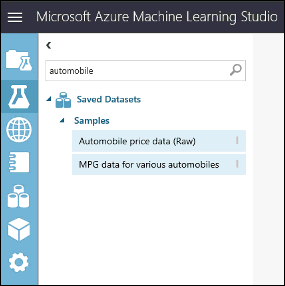 Microsoft Azure Machine Learning Studio
automobile
Saved Datasets
Samples
Automobile price data (Raw)
MPG data for various automobiles